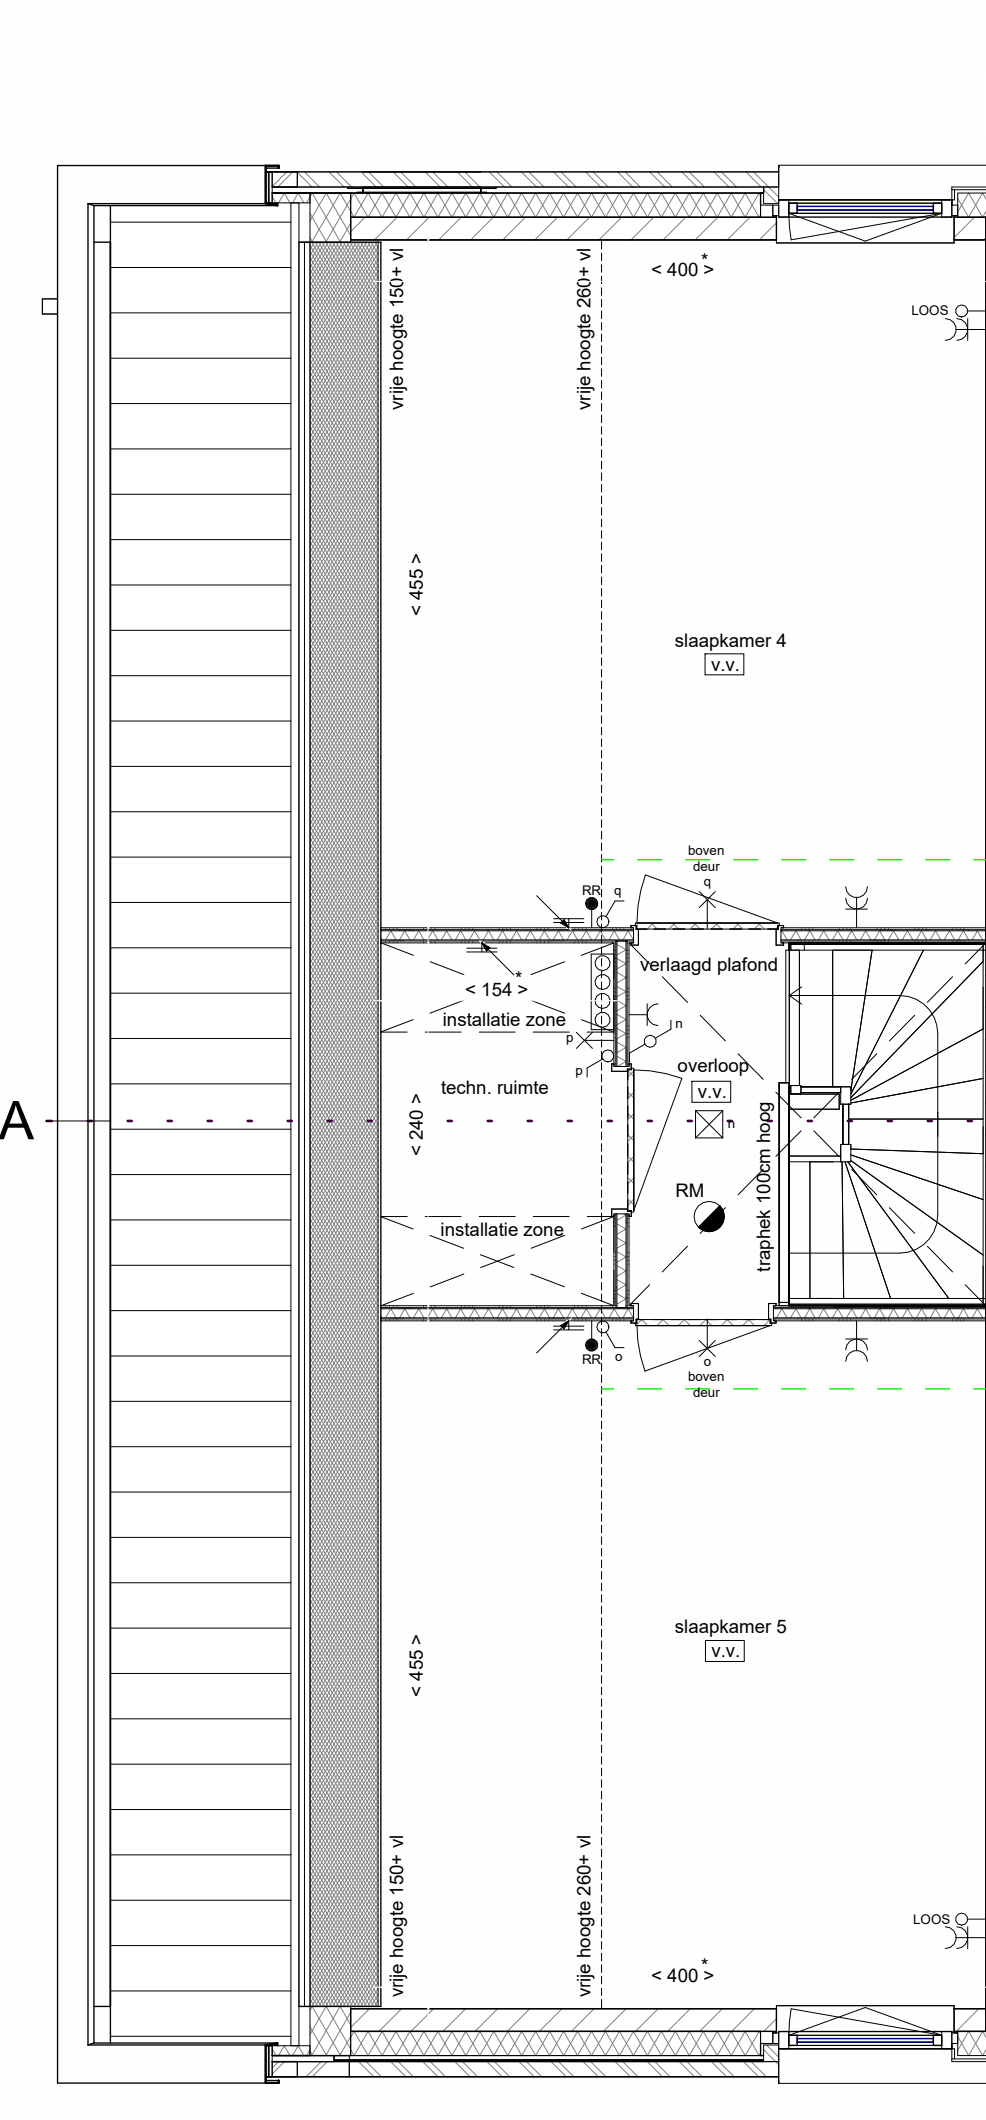 vrije hoogte 150+ vl
vrije hoogte 260+ vl
*
< 400 >
LOOS
< 455 >
slaapkamer 4
v.v.
boven
deur
q
RR
q
verlaagd plafond
*
< 154 >
installatie zone
n
p
overloop
p
techn. ruimte
v.v.
A
< 240 >
n
traphek 100cm hoog
RM
installatie zone
RR
o
o
boven
deur
slaapkamer 5
v.v.
< 455 >
vrije hoogte 150+ vl
vrije hoogte 260+ vl
LOOS
*
< 400 >